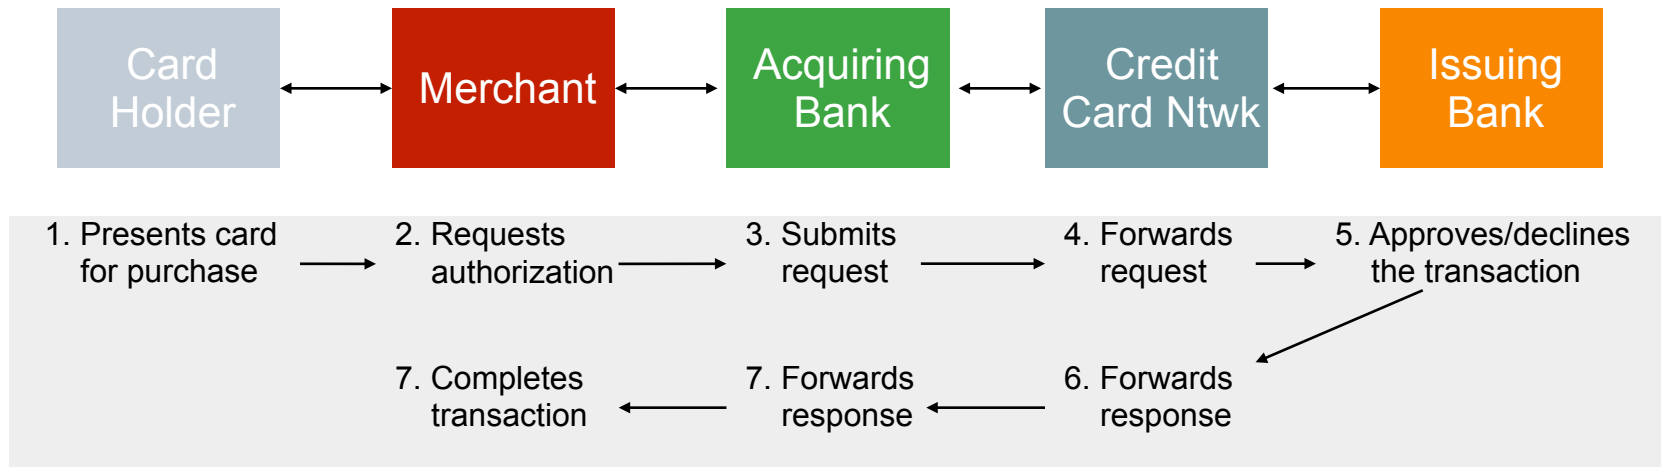 Card
Holder
Merchant
Acquiring
Bank
Credit
Card Ntwk
Issuing
Bank
1. Presents card
for purchase
2. Requests
authorization
3. Submits
request
4. Forwards
request
5. Approves/declines
the transaction
7. Completes
transaction
7. Forwards
response
6. Forwards
response